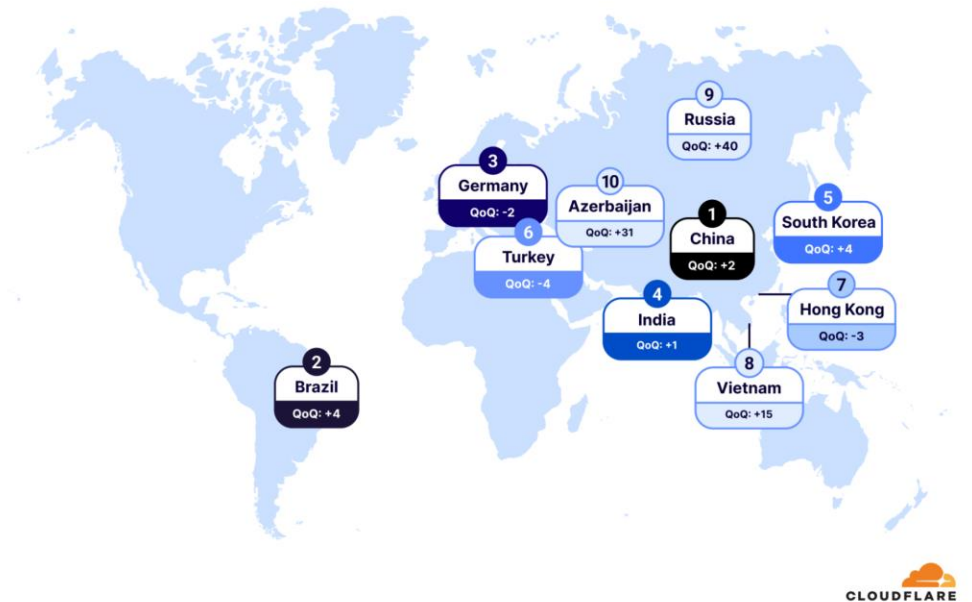 9
Russia
QoQ: +40
3
Germany
QoQ: -2
10
Azerbaijan
QoQ: +31
1
China
QoQ: +2
5
South Korea
QoQ: +4
6
Turkey
QoQ: -4
4
India
QoQ: +1
7
Hong Kong
QoQ: -3
2
Brazil
QoQ: +4
8
Vietnam
QoQ: +15
CLOUDFLARE